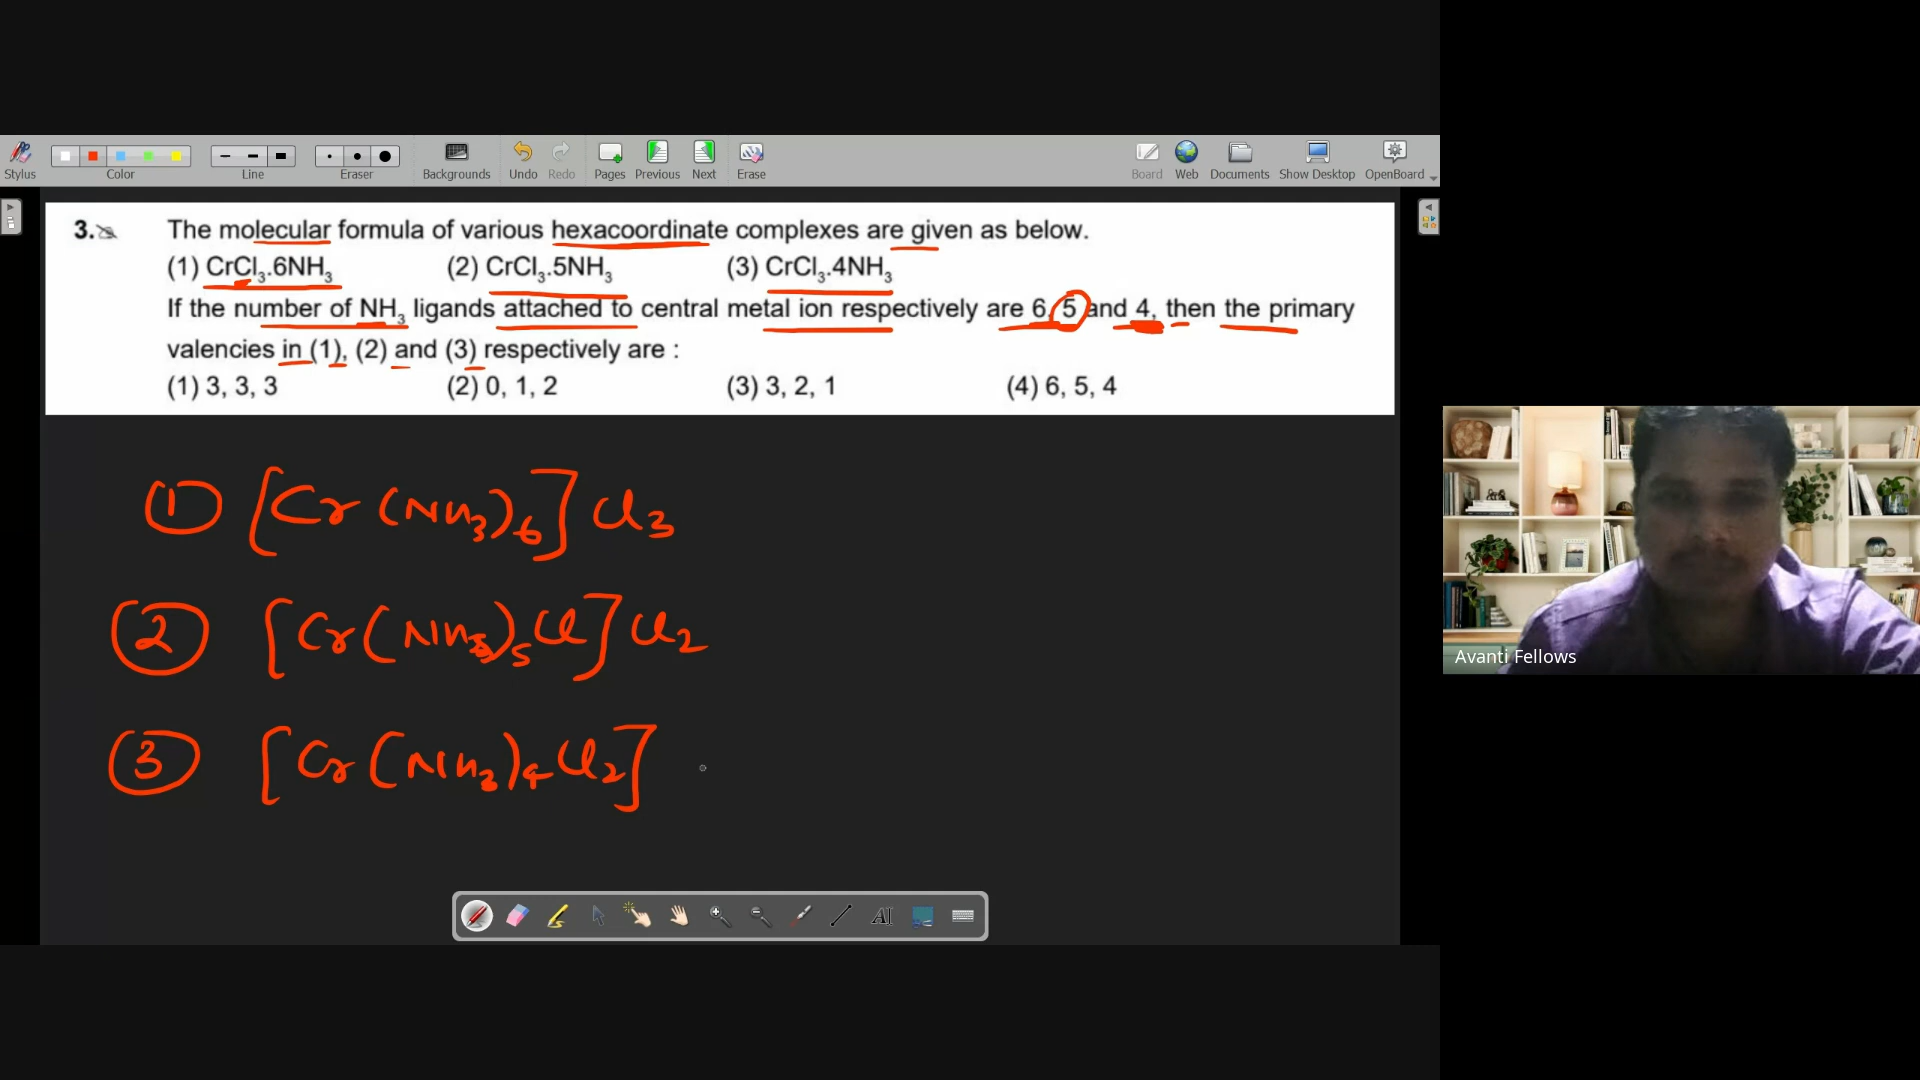 Stylus Color Line Eraser Backgrounds Undo Redo Pages Previous Next Erase Board Web Documents Show Desktop OpenBoard
3. The molecular formula of various hexacoordinate complexes are given as below.
(1) CrCl₃.6NH₃ (2) CrCl₃.5NH₃ (3) CrCl₃.4NH₃
If the number of NH₃ ligands attached to central metal ion respectively are 6, 5 and 4, then the primary
valencies in (1), (2) and (3) respectively are :
(1) 3, 3, 3 (2) 0, 1, 2 (3) 3, 2, 1 (4) 6, 5, 4
① [Cr(NH₃)₆]Cl₃
② [Cr(NH₃)₅Cl]Cl₂
③ [Cr(NH₃)₄Cl₂]
AI
Avanti Fellows